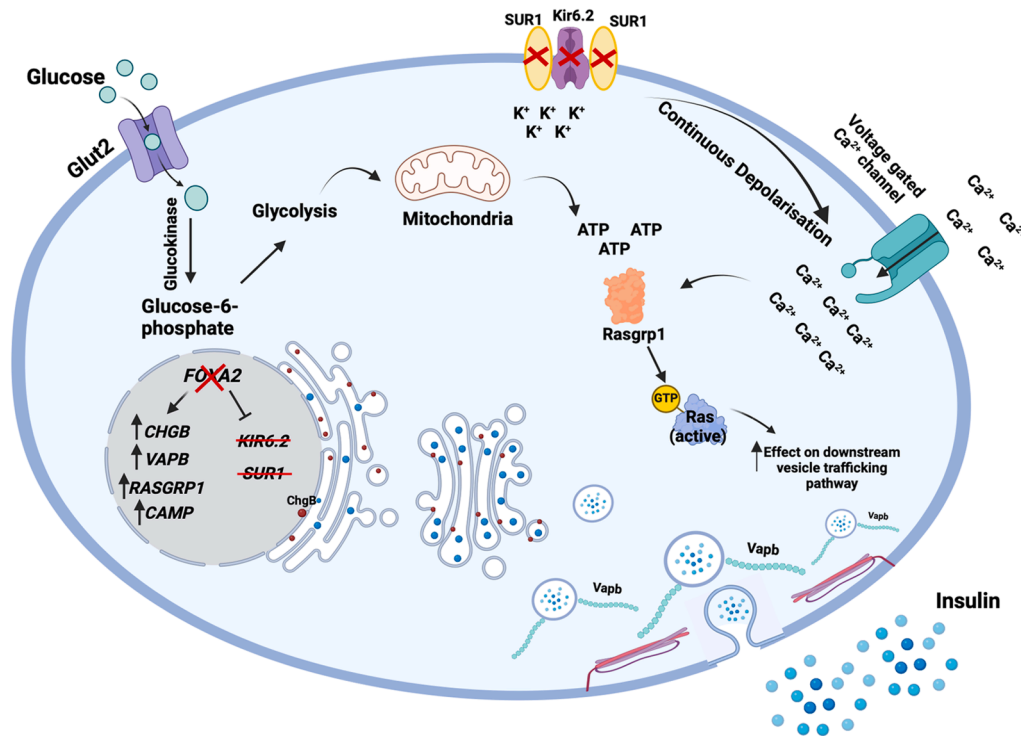 SUR1
Kir6.2
SUR1
Glucose
Glut2
K⁺ K⁺ K⁺
K⁺ K⁺
Continuous Depolarisation
Voltage gated
Ca²⁺ channel
Ca²⁺
Ca²
Ca²⁺
Ca²⁺
Glucokinase
Glycolysis
Mitochondria
ATP ATP
ATP
Ca²⁺
Ca²⁺
Ca²⁺
Ca²⁺
Ca²⁺
Ca²⁺
Glucose-6-
phosphate
Rasgrp1
FOXA2
CHGB
VAPB
RASGRP1
CAMP
KIR6.2
SUR1
ChgB
GTP
Ras
(active)
Effect on downstream
vesicle trafficking
pathway
Vapb
Vapb
Vapb
Insulin